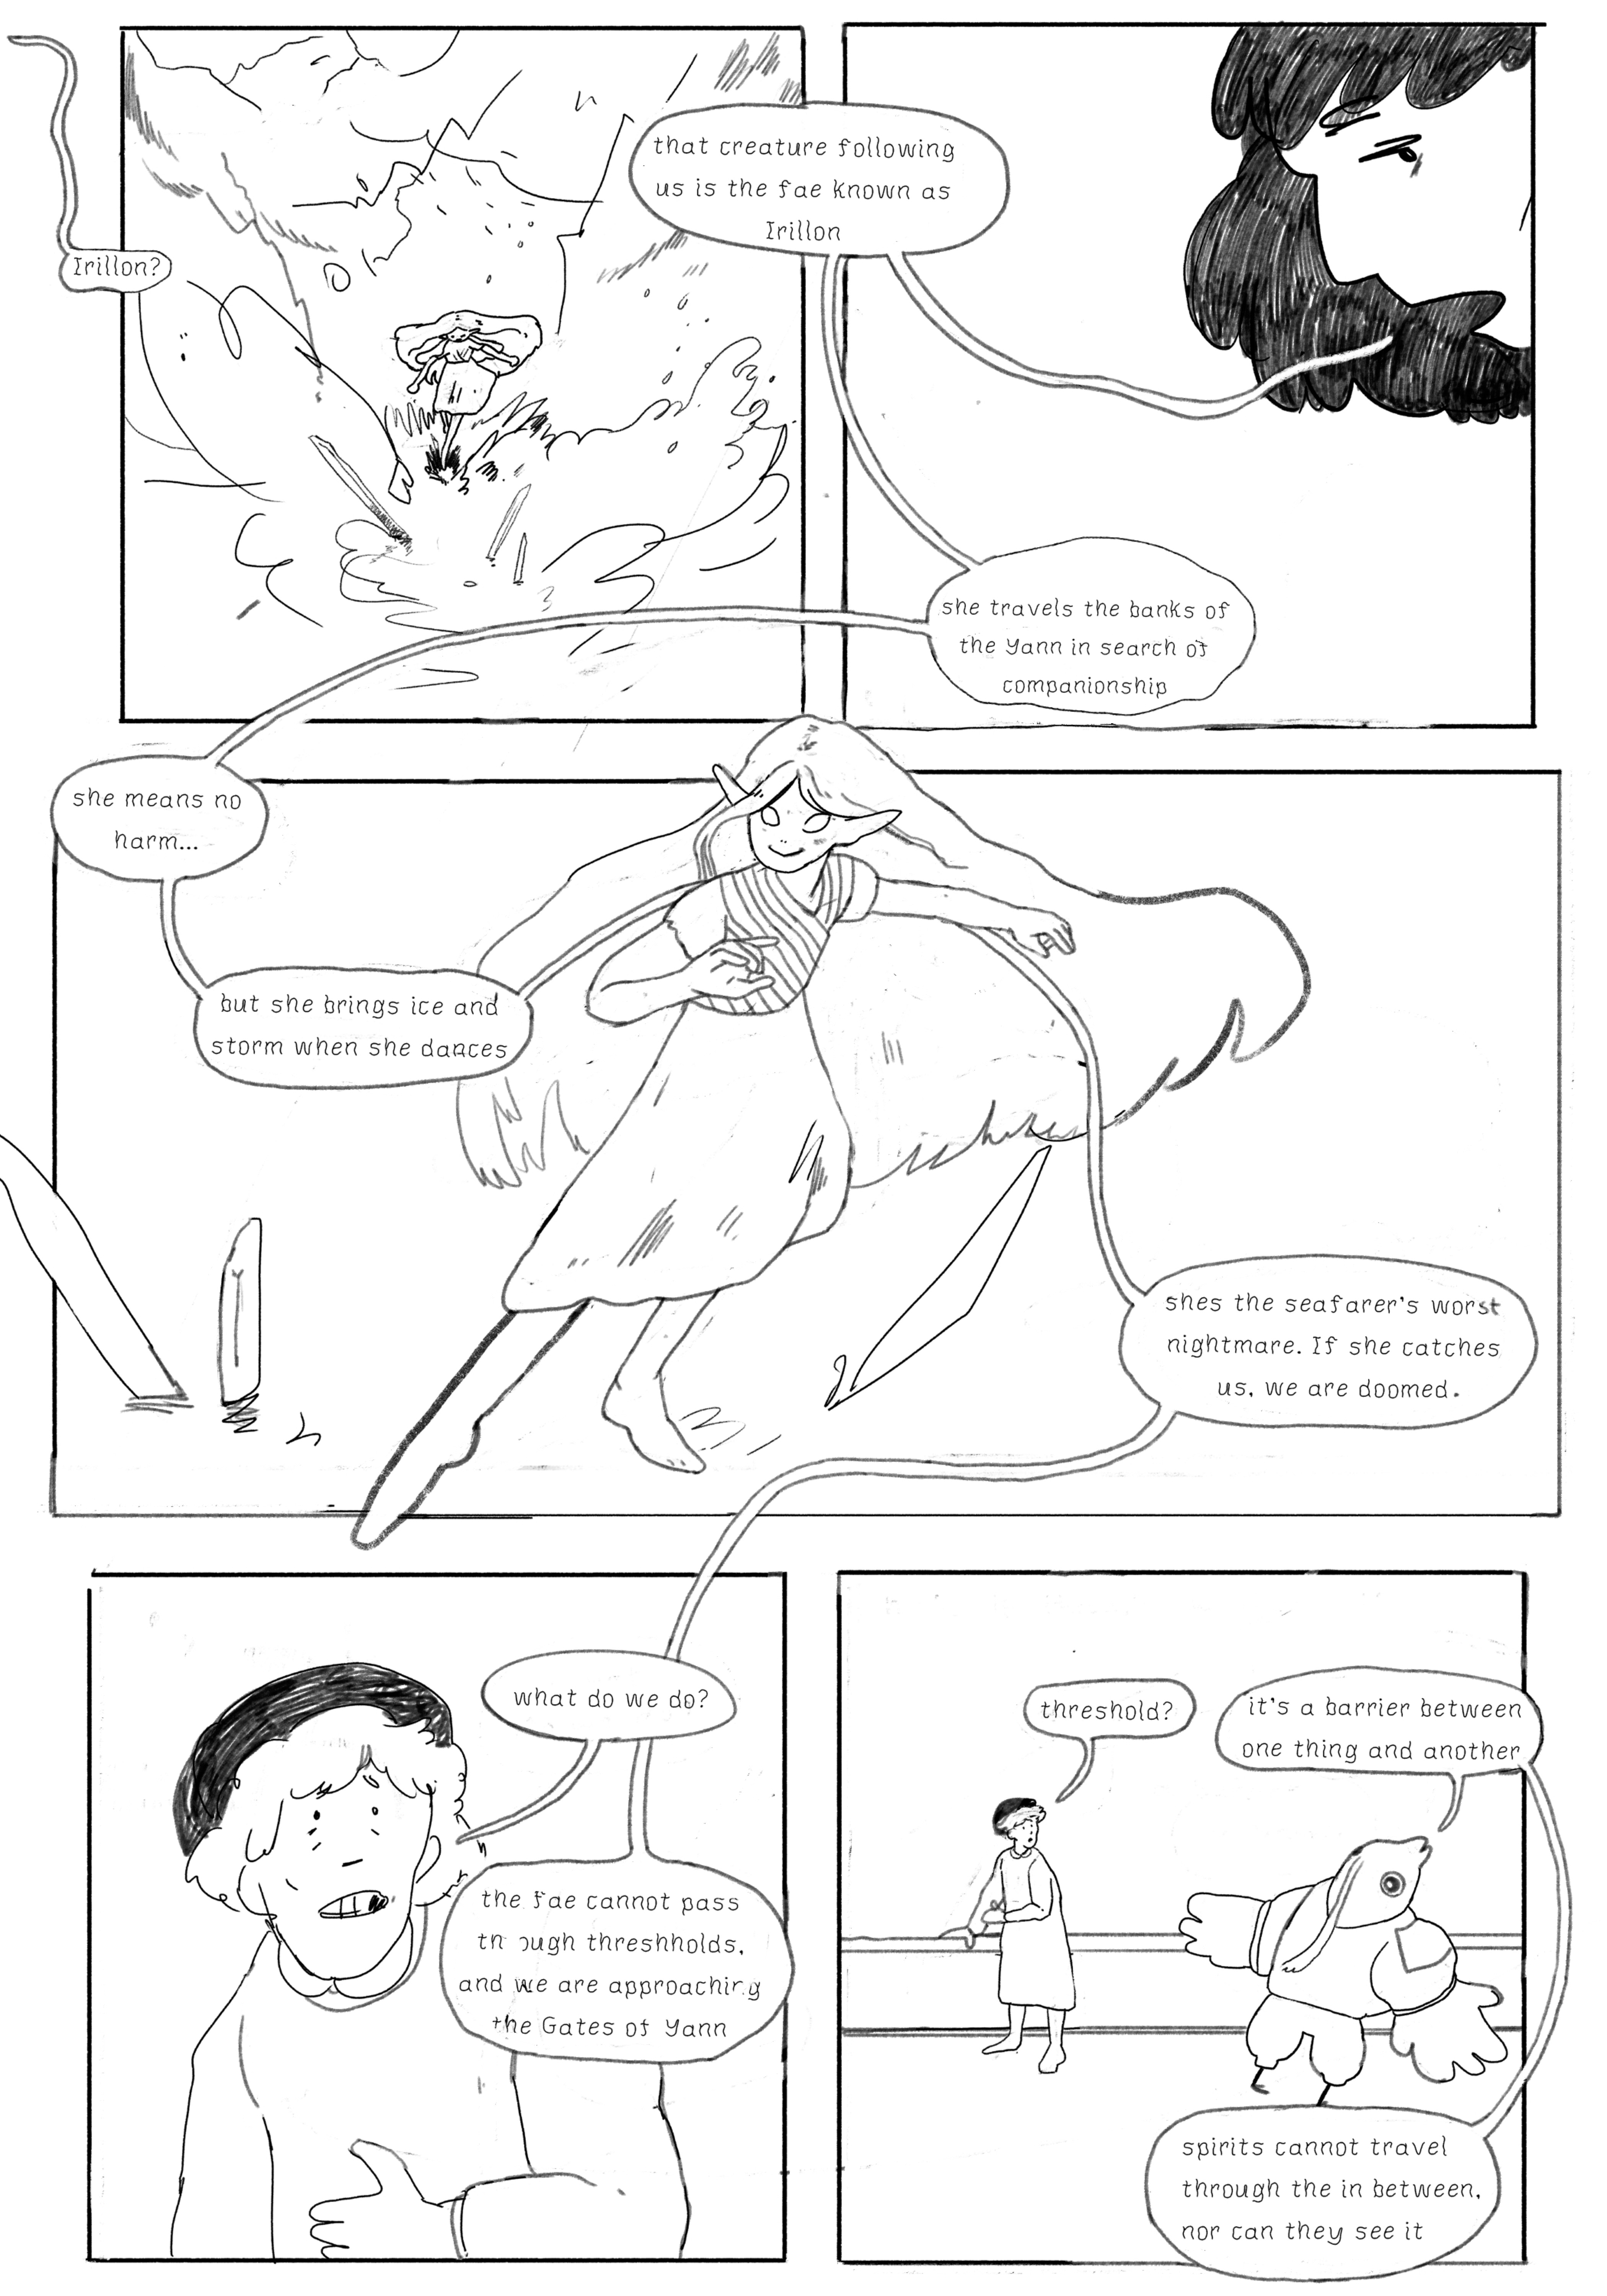 Irillon?
that creature following
us is the fae known as
Irillon
she travels the banks of
the Yann in search of
companionship
she means no
harm...
but she brings ice and
storm when she dances
shes the seafarer's worst
nightmare. If she catches
us, we are doomed.
what do we do?
the fae cannot pass
through threshholds,
and we are approaching
the Gates of Yann
threshold?
it's a barrier between
one thing and another
spirits cannot travel
through the in between,
nor can they see it